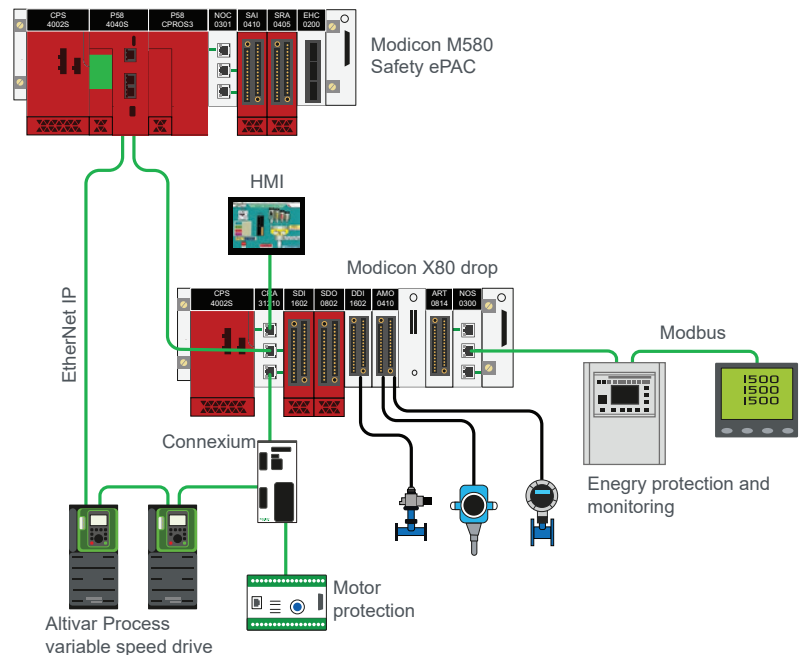 CPS
4002S
P58
4040S
P58
CPROS3
NOC
0301
SAI
0410
SRA
0405
EHC
0200
Modicon M580
Safety ePAC
HMI
Modicon X80 drop
CPS
4002S
CRA
31210
SDI
1602
SDO
0802
DDI
1602
AMO
0410
ART
0814
NOS
0300
EtherNet IP
Modbus
1500
1500
1500
Connexium
Enegry protection and
monitoring
Motor
protection
Altivar Process
variable speed drive